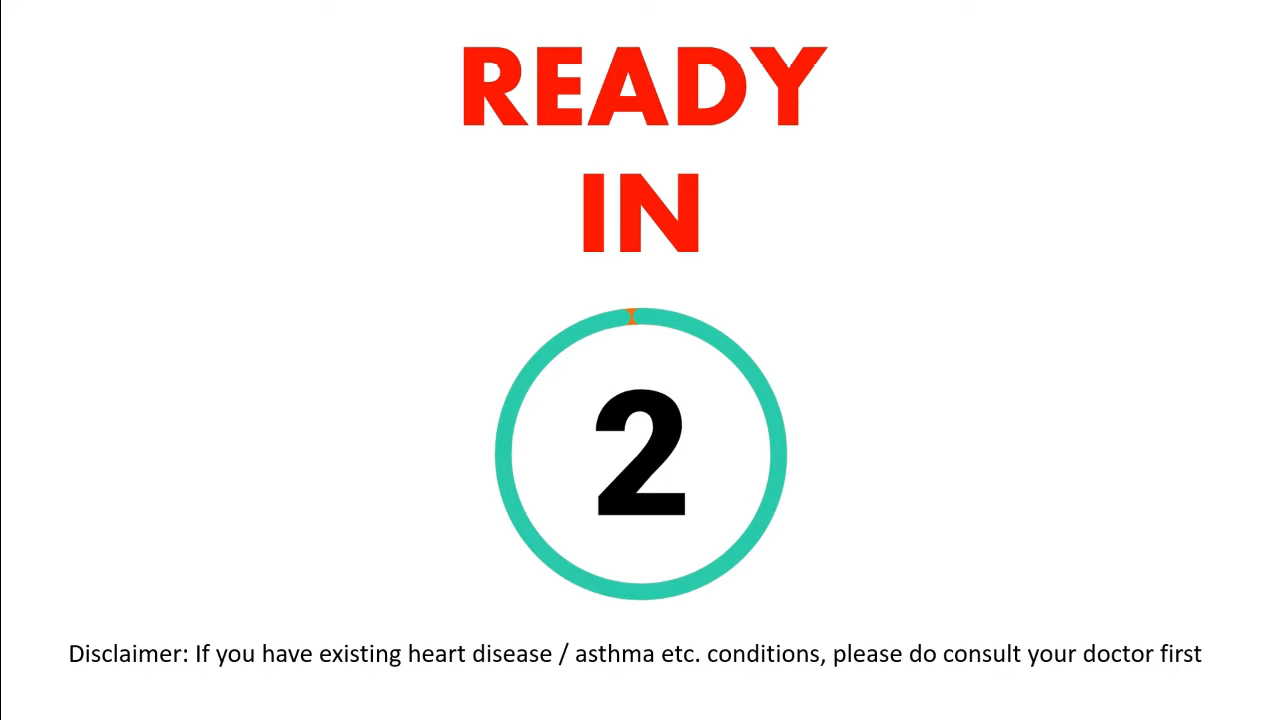 READY
IN
2
Disclaimer: If you have existing heart disease / asthma etc. conditions, please do consult your doctor first